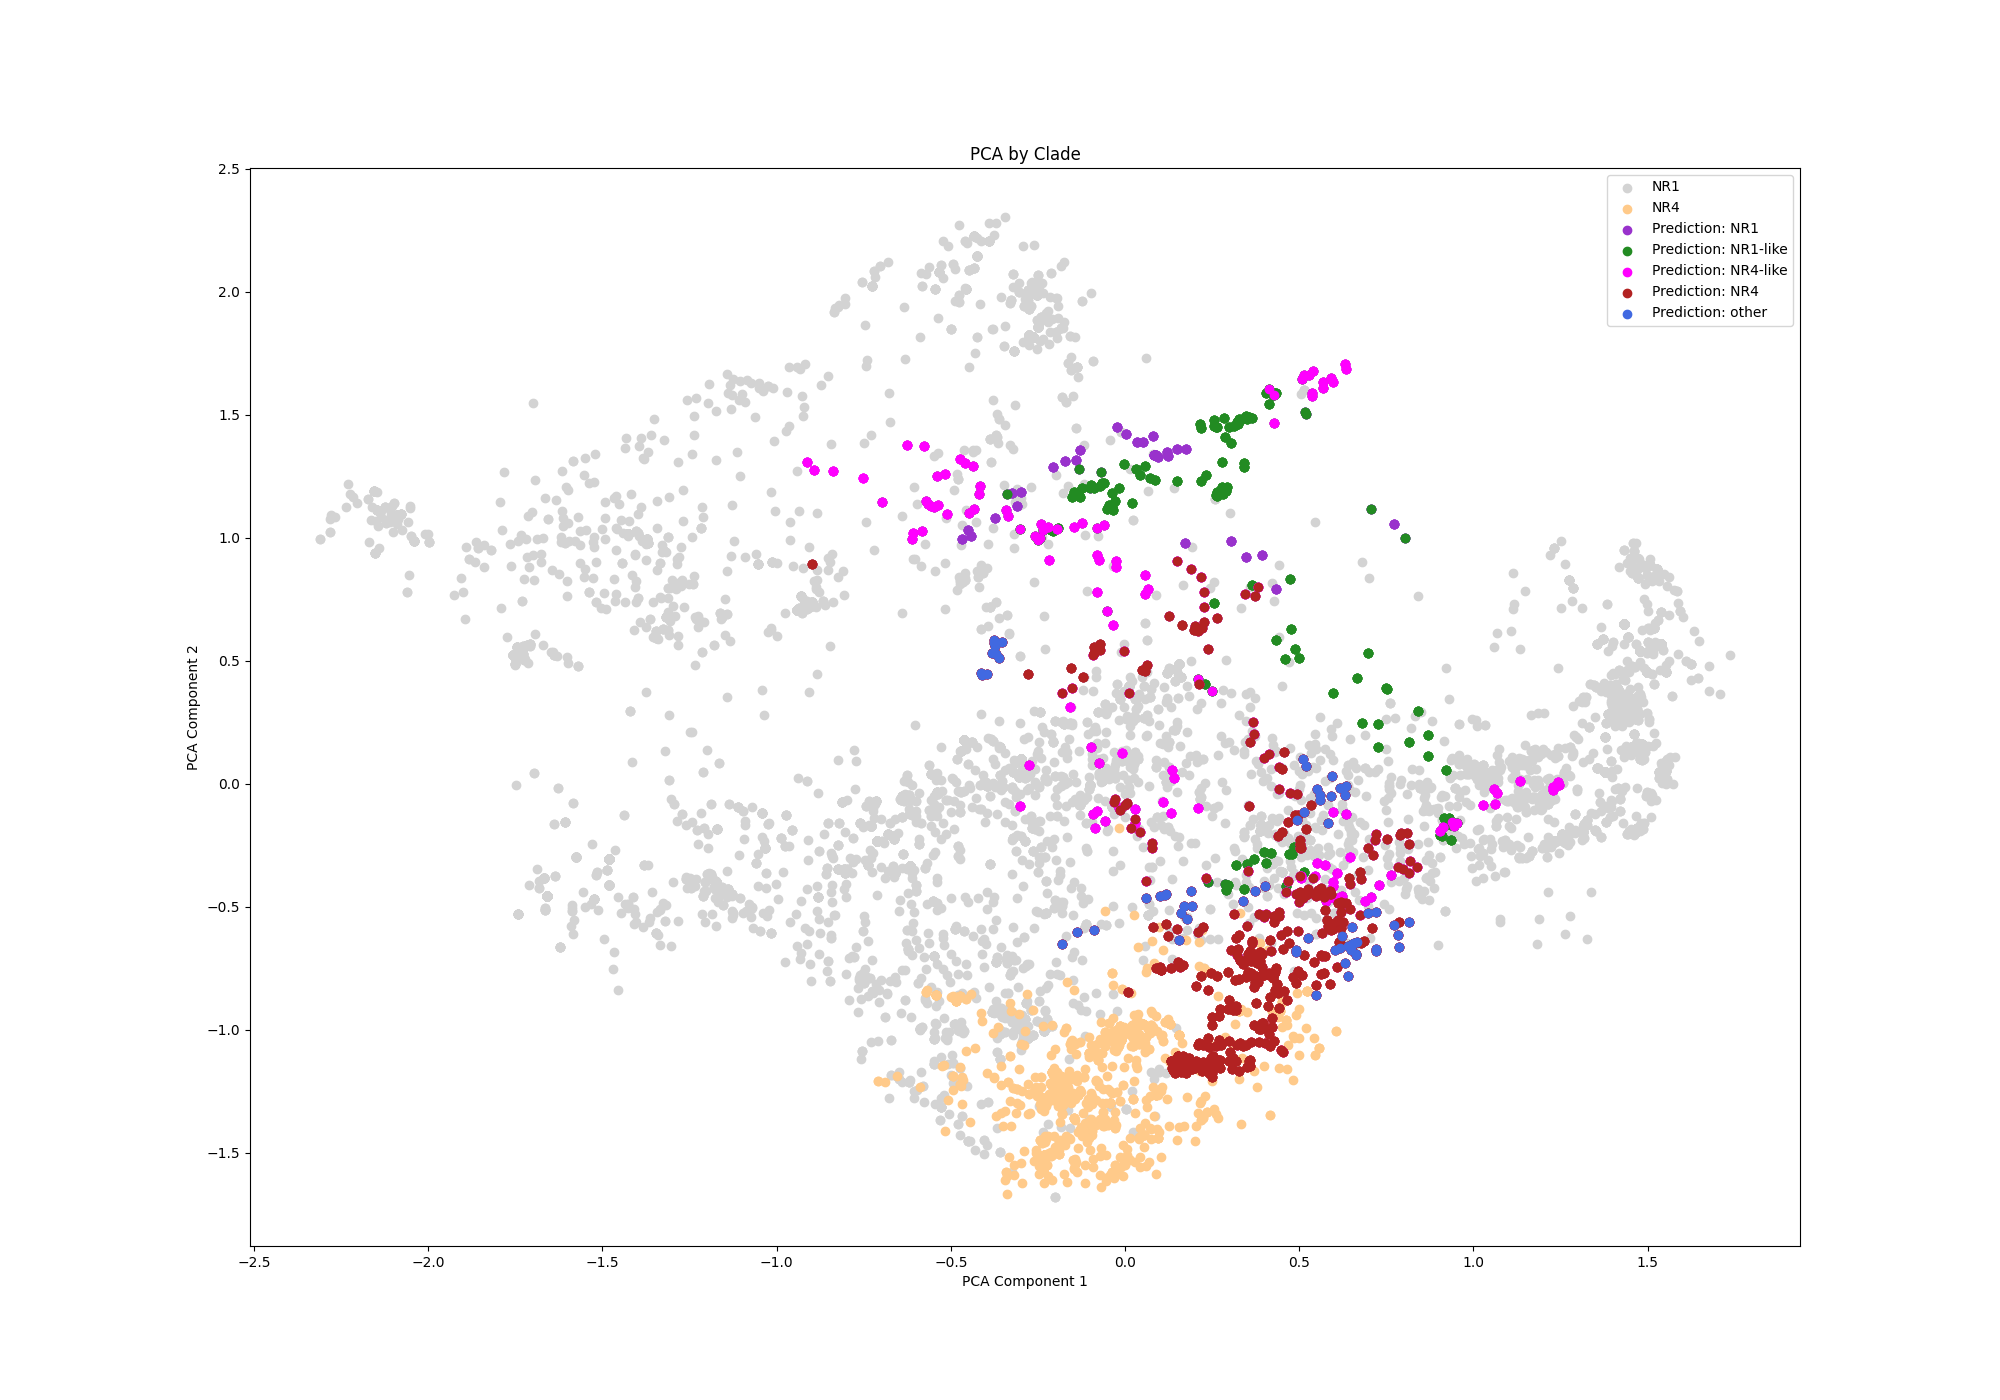 PCA by Clade
2.5
2.0
1.5
1.0
0.5
0.0
−0.5
−1.0
−1.5
PCA Component 2
NR1
NR4
Prediction: NR1
Prediction: NR1-like
Prediction: NR4-like
Prediction: NR4
Prediction: other
−2.5 −2.0 −1.5 −1.0 −0.5 0.0 0.5 1.0 1.5
PCA Component 1